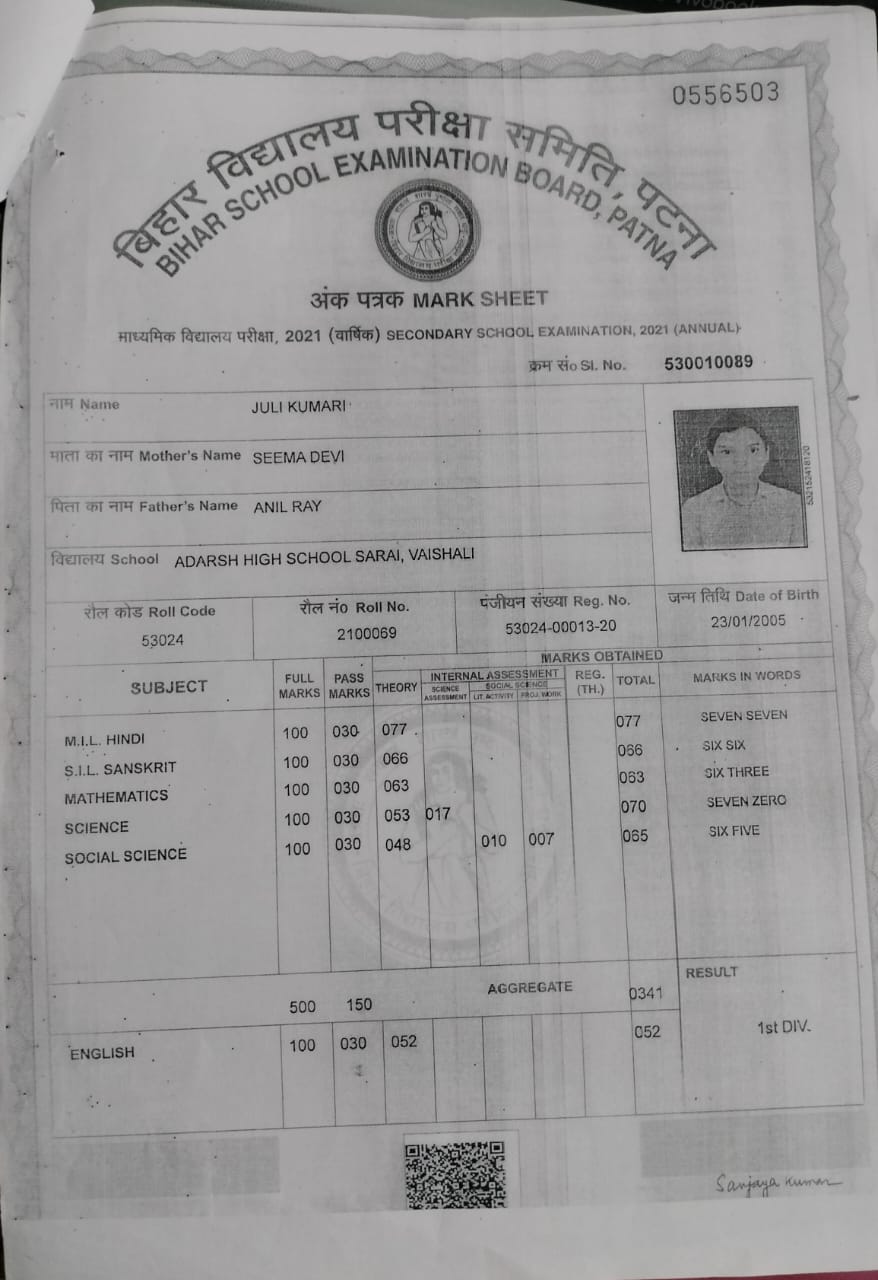 0556503
बिहार विद्यालय परीक्षा समिति, पटना
BIHAR SCHOOL EXAMINATION BOARD, PATNA
अंक पत्रक MARK SHEET
माध्यमिक विद्यालय परीक्षा, 2021 (वार्षिक) SECONDARY SCHOOL EXAMINATION, 2021 (ANNUAL)
क्रम सं० Sl. No. 530010089
नाम Name JULI KUMARI
माता का नाम Mother's Name SEEMA DEVI
पिता का नाम Father's Name ANIL RAY
विद्यालय School ADARSH HIGH SCHOOL SARAI, VAISHALI
रौल कोड Roll Code रौल नं० Roll No. पंजीयन संख्या Reg. No. जन्म तिथि Date of Birth
53024 2100069 53024-00013-20 23/01/2005
MARKS OBTAINED
SUBJECT FULL MARKS PASS MARKS THEORY INTERNAL ASSESSMENT REG. (TH.) TOTAL MARKS IN WORDS
SCIENCE ASSESSMENT SOCIAL SCIENCE LIT. ACTIVITY PROJ. WORK
M.I.L. HINDI 100 030 077 077 SEVEN SEVEN
S.I.L. SANSKRIT 100 030 066 066 SIX SIX
MATHEMATICS 100 030 063 063 SIX THREE
SCIENCE 100 030 053 017 070 SEVEN ZERO
SOCIAL SCIENCE 100 030 048 010 007 065 SIX FIVE
500 150 AGGREGATE 0341 RESULT
ENGLISH 100 030 052 052 1st DIV.
Sanjaya Kumar